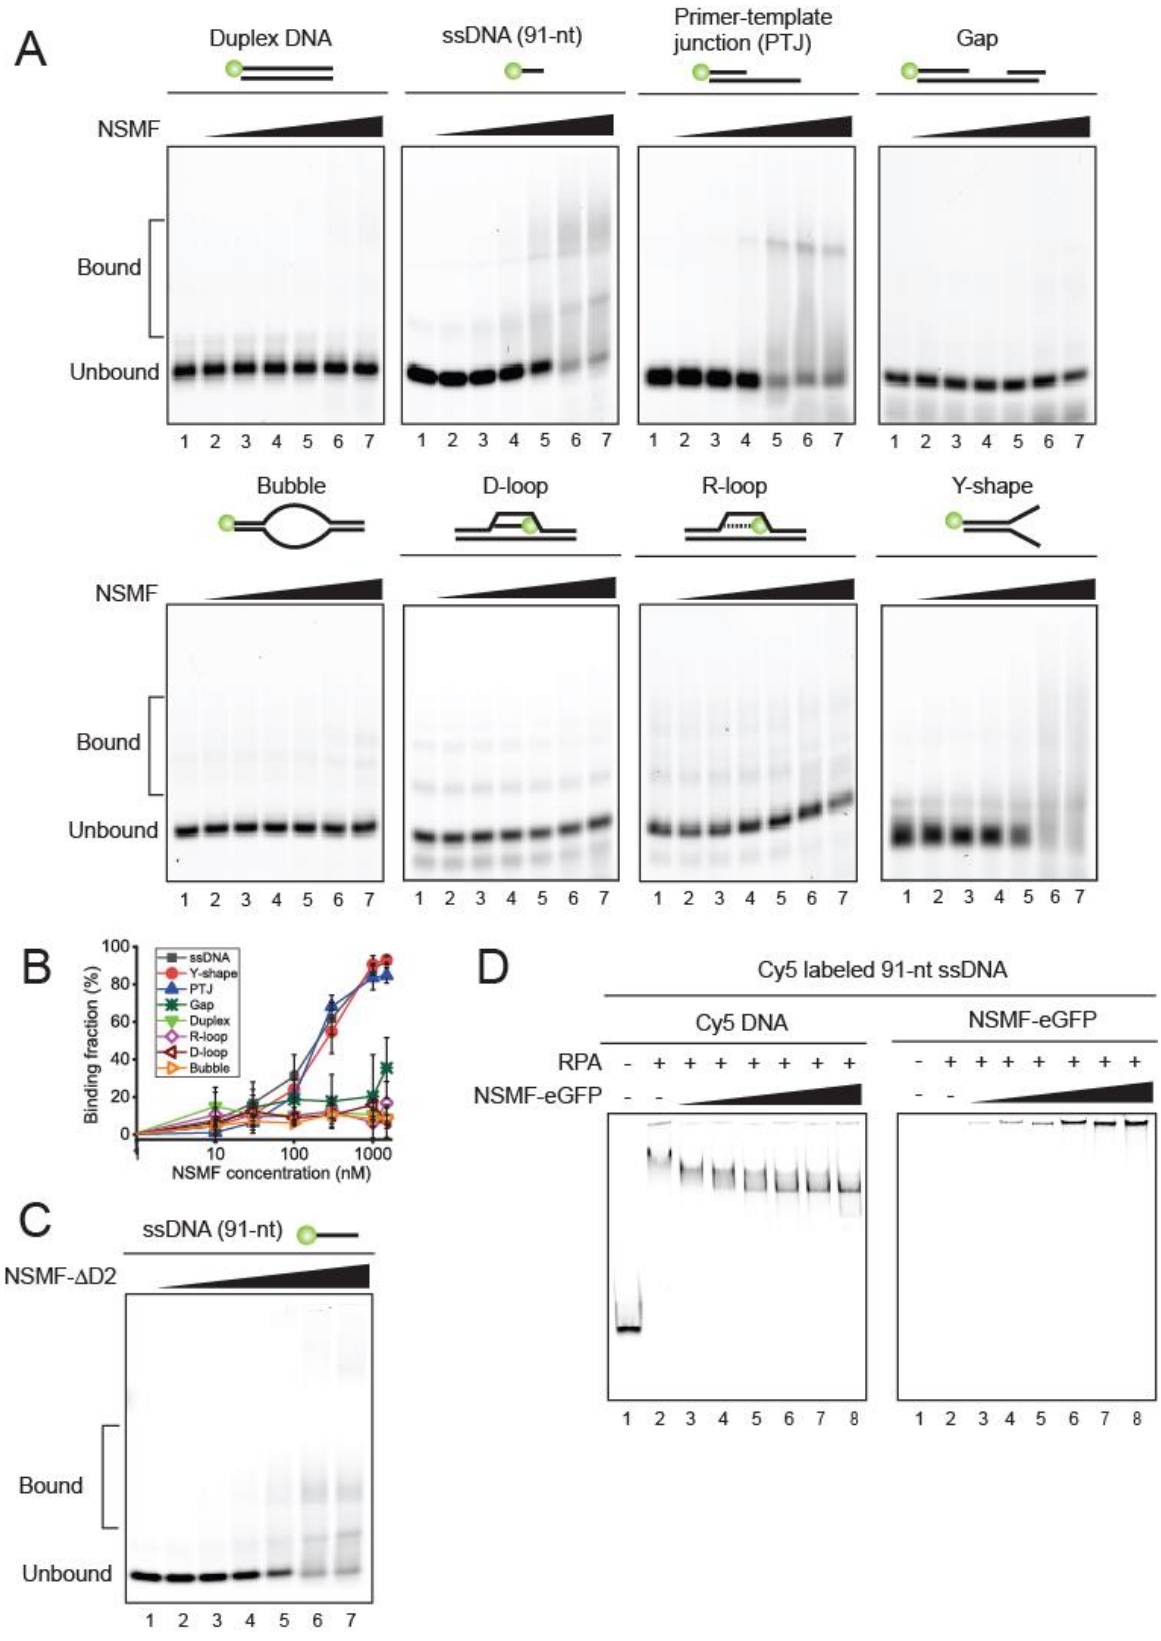 A
Duplex DNA
ssDNA (91-nt)
Primer-template
junction (PTJ)
Gap
NSMF
Bound
Unbound
1 2 3 4 5 6 7
1 2 3 4 5 6 7
1 2 3 4 5 6 7
1 2 3 4 5 6 7
Bubble
D-loop
R-loop
Y-shape
NSMF
Bound
Unbound
1 2 3 4 5 6 7
1 2 3 4 5 6 7
1 2 3 4 5 6 7
1 2 3 4 5 6 7
B
Binding fraction (%)
100
80
60
40
20
0
ssDNA
Y-shape
PTJ
Gap
Duplex
R-loop
D-loop
Bubble
10 100 1000
NSMF concentration (nM)
C
ssDNA (91-nt)
NSMF-ΔD2
Bound
Unbound
1 2 3 4 5 6 7
D
Cy5 labeled 91-nt ssDNA
Cy5 DNA
NSMF-eGFP
RPA - + + + + + + + - + + + + + + +
NSMF-eGFP - - - -
1 2 3 4 5 6 7 8
1 2 3 4 5 6 7 8